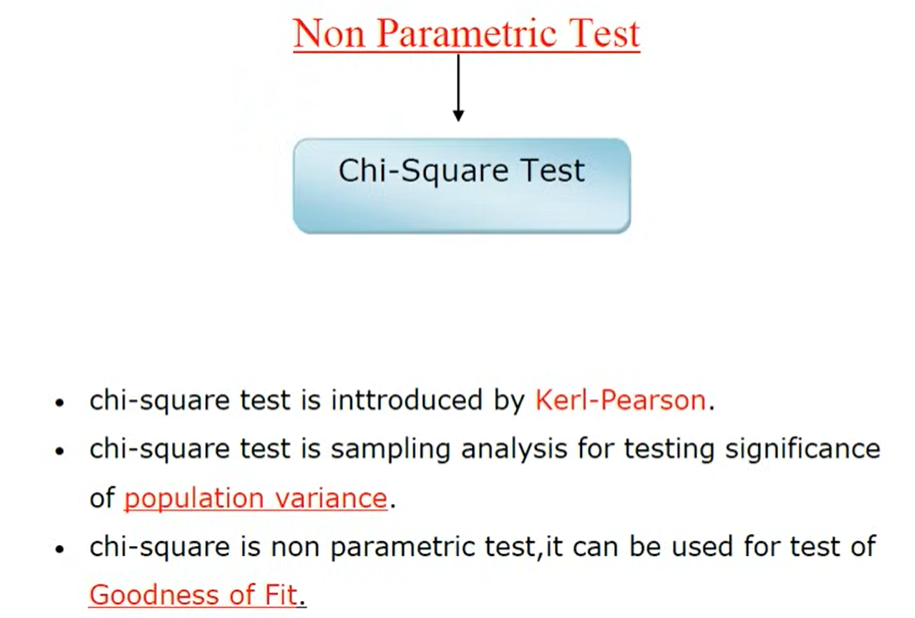 Non Parametric Test
Chi-Square Test
• chi-square test is inttroduced by Kerl-Pearson.
• chi-square test is sampling analysis for testing significance
of population variance.
• chi-square is non parametric test,it can be used for test of
Goodness of Fit.